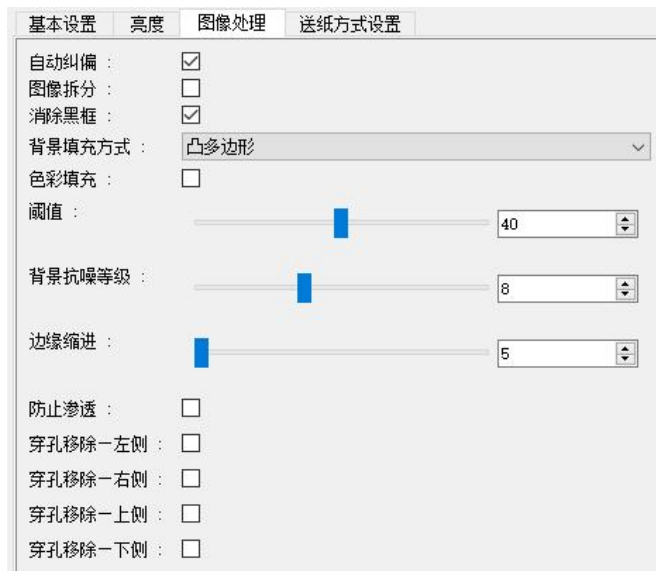 基本设置 亮度 图像处理 送纸方式设置
自动纠偏 :
图像拆分 :
消除黑框 :
背景填充方式 : 凸多边形
色彩填充 :
阈值 : 40
背景抗噪等级 : 8
边缘缩进 : 5
防止渗透 :
穿孔移除－左侧 :
穿孔移除－右侧 :
穿孔移除－上侧 :
穿孔移除－下侧 :